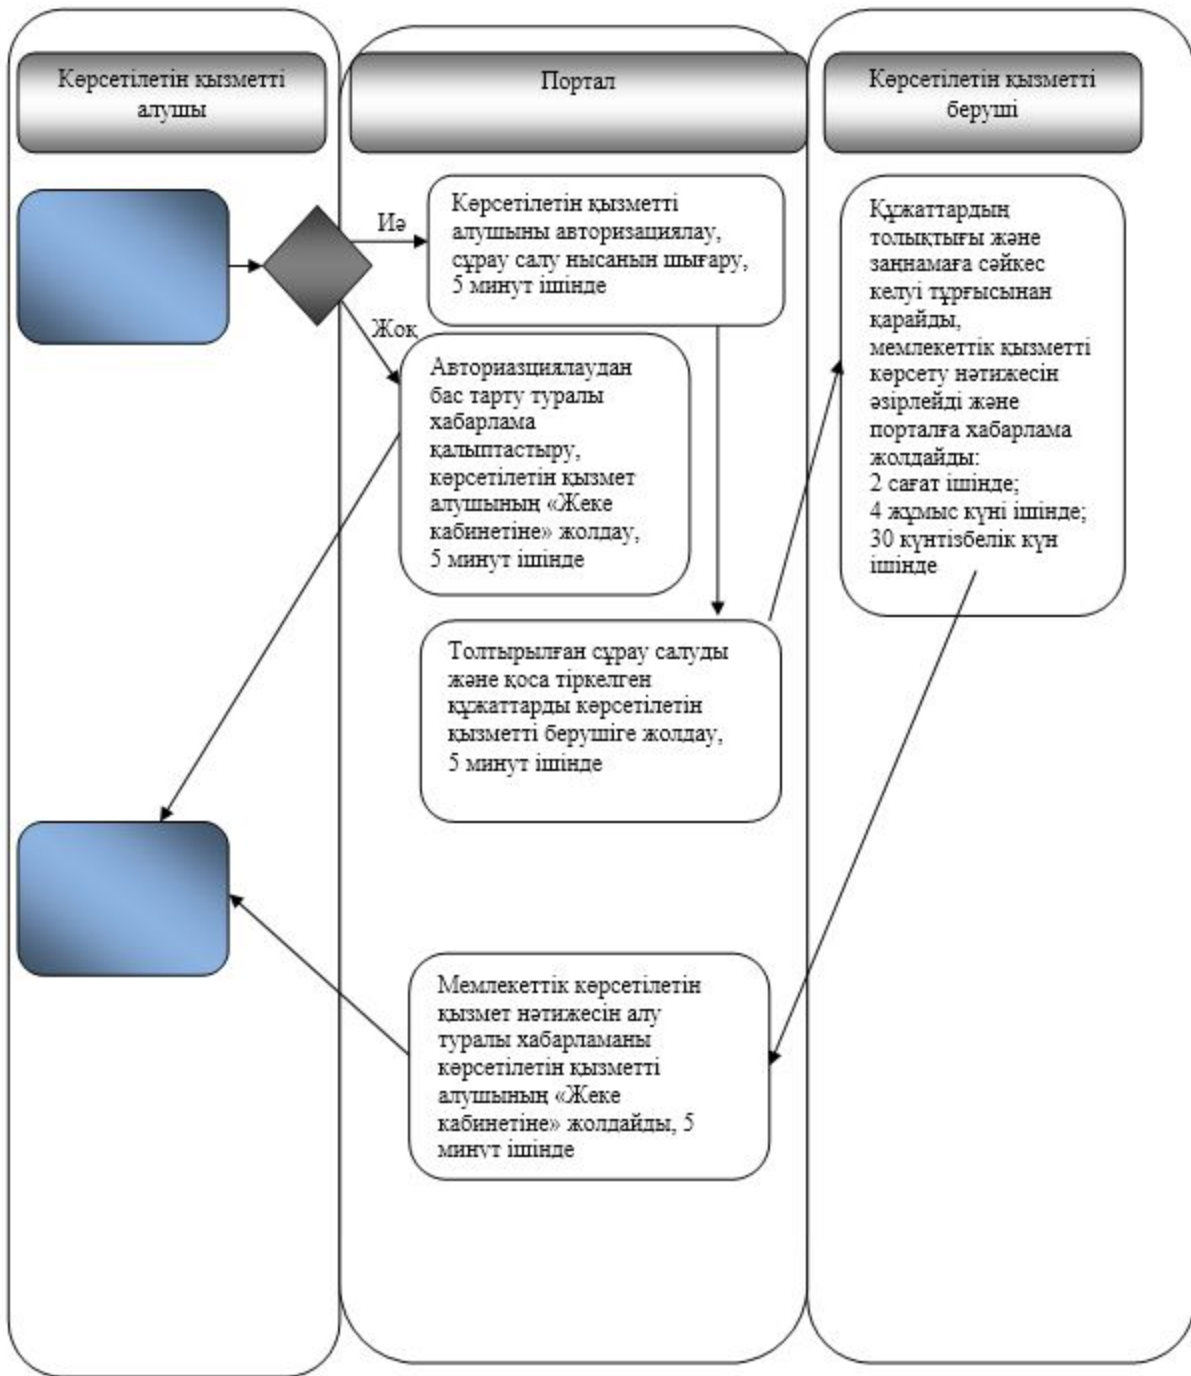 Көрсетілетін қызметті
алушы
Портал
Көрсетілетін қызметті
беруші
Иә
Көрсетілетін қызметті
алушыны авторизациялау,
сұрау салу нысанын шығару,
5 минут ішінде
Жоқ
Авториазциялаудан
бас тарту туралы
хабарлама
қалыптастыру,
көрсетілетін қызмет
алушының «Жеке
кабинетіне» жолдау,
5 минут ішінде
Құжаттардың
толықтығы және
заңнамаға сәйкес
келуі тұрғысынан
қарайды,
мемлекеттік қызметті
көрсету нәтижесін
әзірлейді және
порталға хабарлама
жолдайды:
2 сағат ішінде;
4 жұмыс күні ішінде;
30 күнтізбелік күн
ішінде
Толтырылған сұрау салуды
және қоса тіркелген
құжаттарды көрсетілетін
қызметті берушіге жолдау,
5 минут ішінде
Мемлекеттік көрсетілетін
қызмет нәтижесін алу
туралы хабарламаны
көрсетілетін қызметті
алушының «Жеке
кабинетіне» жолдайды, 5
минут ішінде